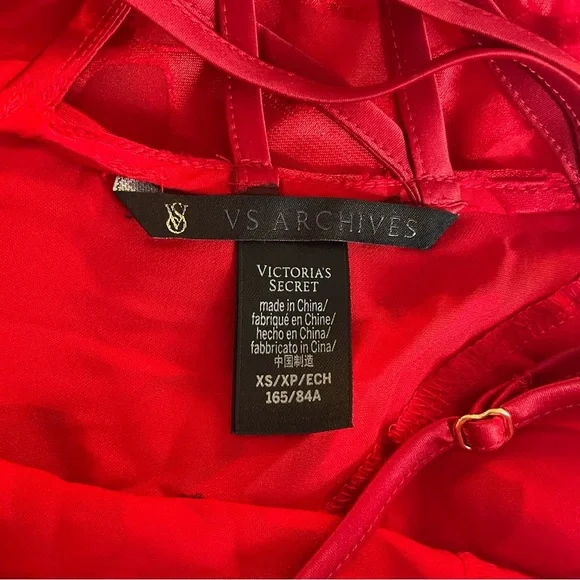 VS VS ARCHIVES
VICTORIA'S
SECRET
made in China/
fabriqué en Chine/
hecho en China/
fabbricato in Cina/
中国制造
XS/XP/ECH
165/84A